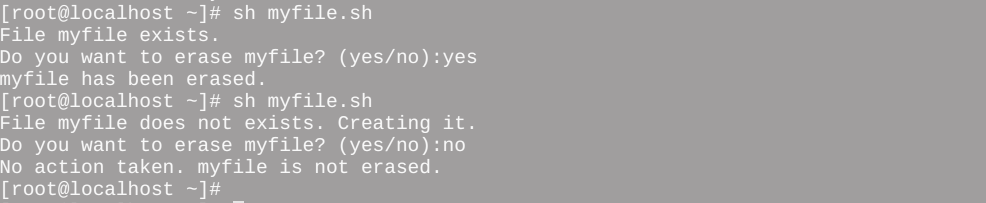 [root@localhost ~]# sh myfile.sh
File myfile exists.
Do you want to erase myfile? (yes/no):yes
myfile has been erased.
[root@localhost ~]# sh myfile.sh
File myfile does not exists. Creating it.
Do you want to erase myfile? (yes/no):no
No action taken. myfile is not erased.
[root@localhost ~]#